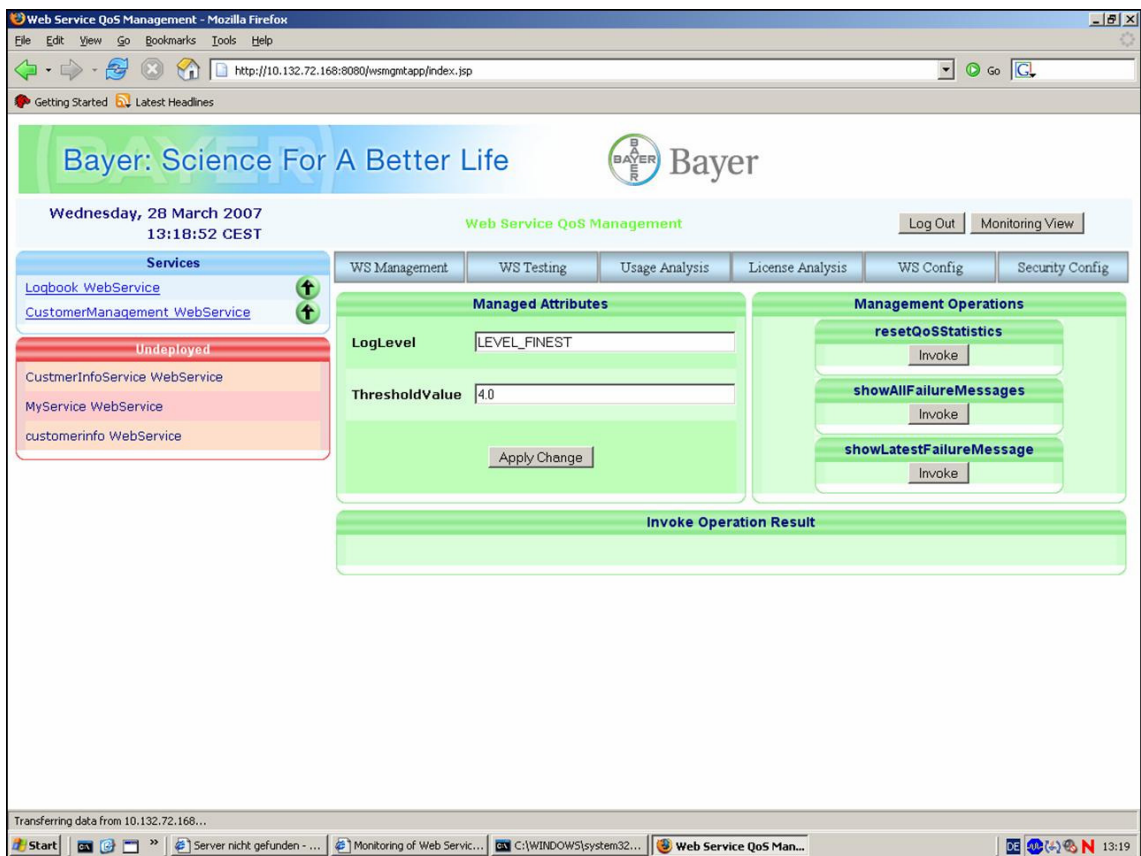 Web Service QoS Management - Mozilla Firefox
File Edit View Go Bookmarks Tools Help
http://10.132.72.168:8080/wsmgmtapp/index.jsp
Go
G
Getting Started Latest Headlines
Bayer: Science For A Better Life
BAYER
BAYER
Bayer
Wednesday, 28 March 2007
13:18:52 CEST
Web Service QoS Management
Log Out Monitoring View
Services
Logbook WebService
CustomerManagement WebService
Undeployed
CustmerInfoService WebService
MyService WebService
customerinfo WebService
WS Management WS Testing Usage Analysis License Analysis WS Config Security Config
Managed Attributes
LogLevel LEVEL_FINEST
ThresholdValue 4.0
Apply Change
Management Operations
resetQoSStatistics
Invoke
showAllFailureMessages
Invoke
showLatestFailureMessage
Invoke
Invoke Operation Result
Transferring data from 10.132.72.168...
Start Server nicht gefunden - ... Monitoring of Web Servic... C:\WINDOWS\system32... Web Service QoS Man... DE N 13:19